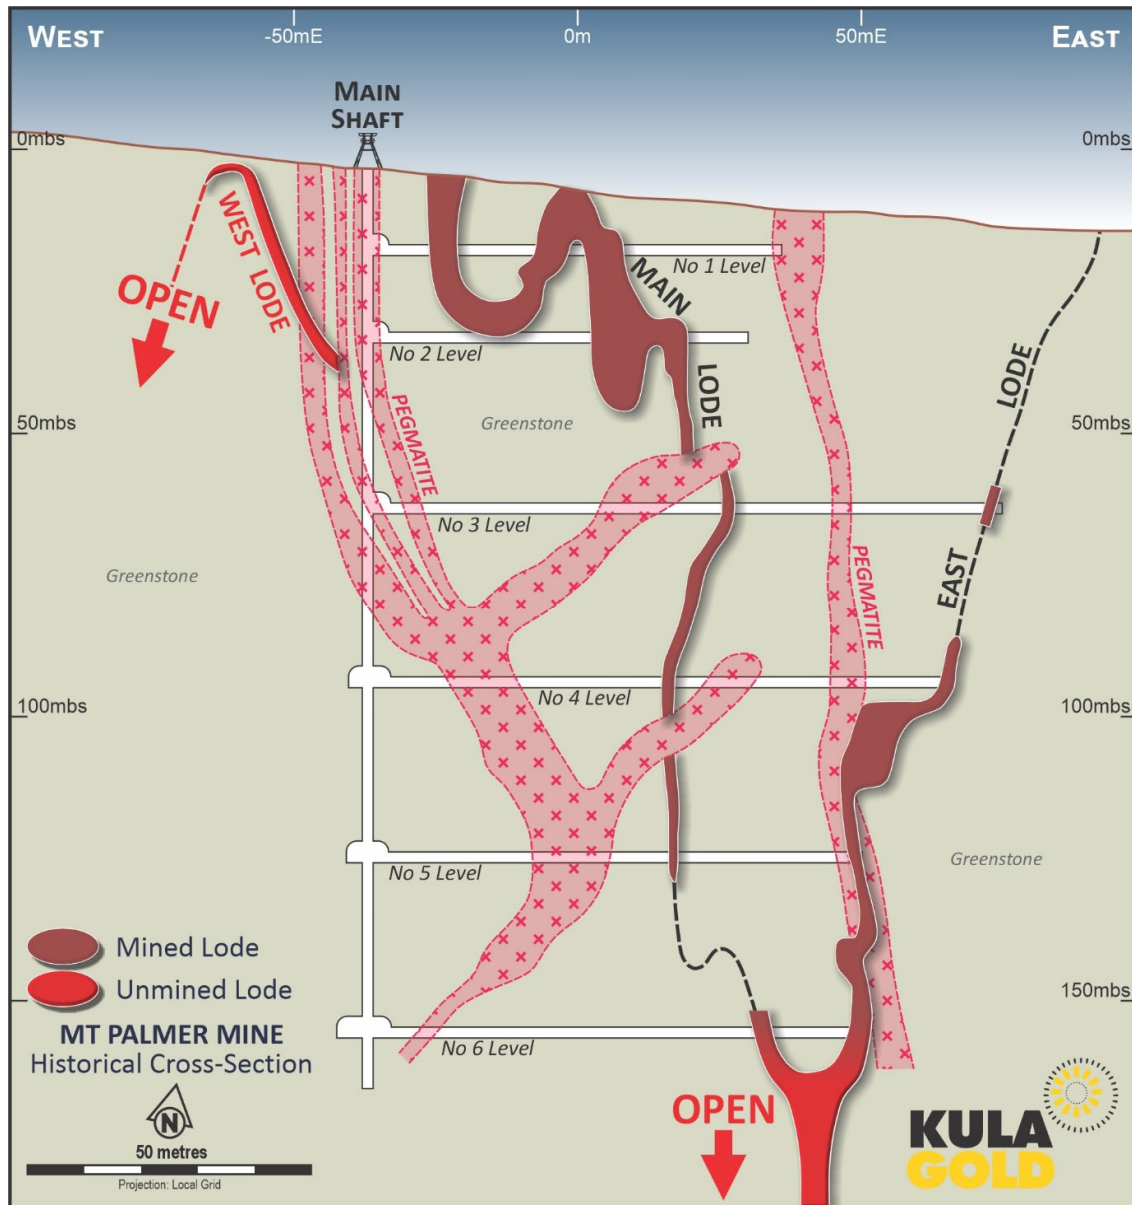 WEST
-50mE
0m
50mE
EAST
MAIN
SHAFT
0mbs
0mbs
WEST LODE
OPEN
No 1 Level
MAIN
LODE
No 2 Level
PEGMATITE
Greenstone
50mbs
50mbs
LODE
No 3 Level
Greenstone
EAST
PEGMATITE
No 4 Level
100mbs
100mbs
No 5 Level
Greenstone
Mined Lode
Unmined Lode
150mbs
MT PALMER MINE
Historical Cross-Section
No 6 Level
N
OPEN
50 metres
Projection: Local Grid
KULA
GOLD